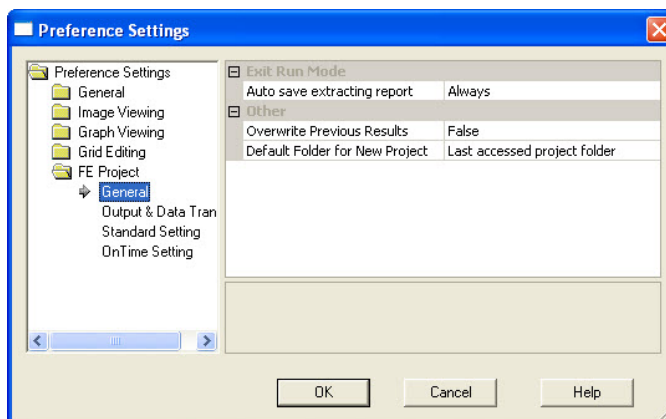 Preference Settings
Preference Settings
General
Image Viewing
Graph Viewing
Grid Editing
FE Project
General
Output & Data Tran
Standard Setting
OnTime Setting
Exit Run Mode
Auto save extracting report Always
Other
Overwrite Previous Results False
Default Folder for New Project Last accessed project folder
OK Cancel Help